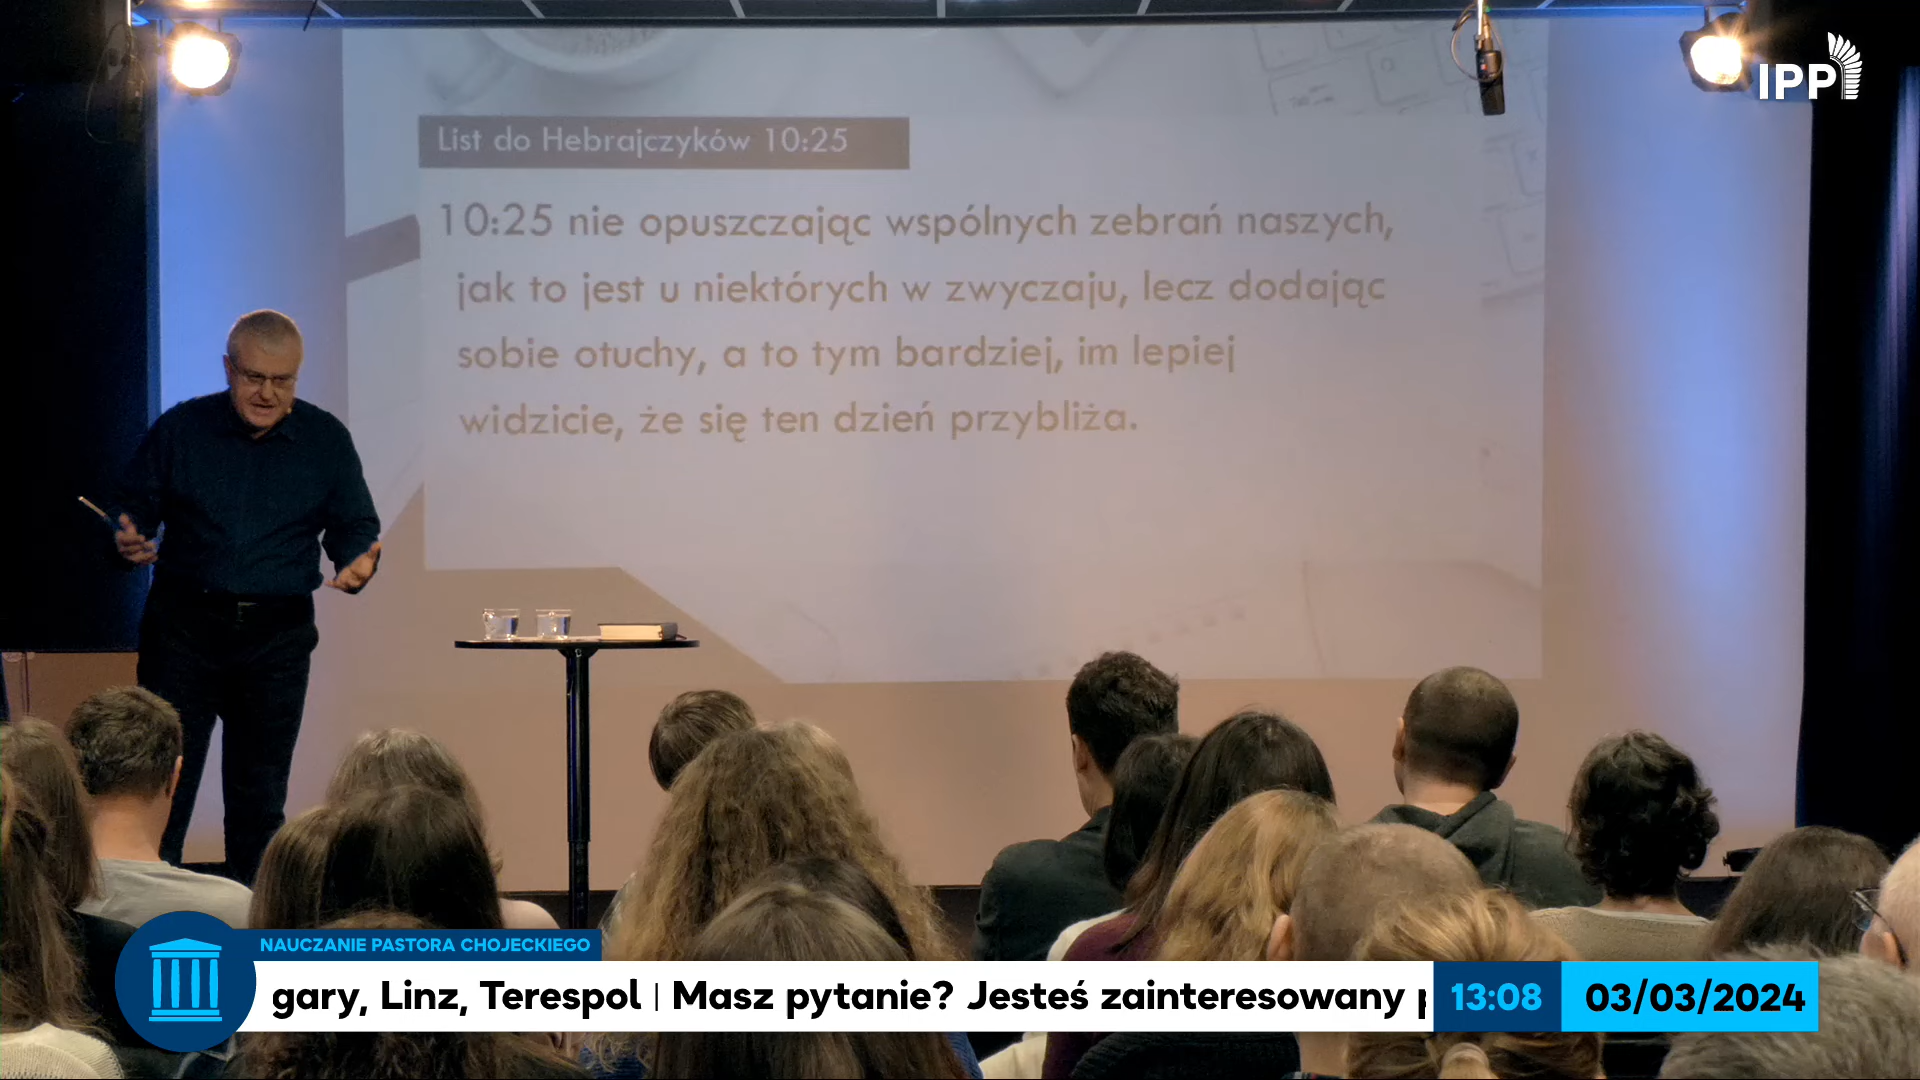 IPP
List do Hebrajczyków 10:25
10:25 nie opuszczając wspólnych zebrań naszych,
jak to jest u niektórych w zwyczaju, lecz dodając
sobie otuchy, a to tym bardziej, im lepiej
widzicie, że się ten dzień przybliża.
NAUCZANIE PASTORA CHOJECKIEGO
gary, Linz, Terespol | Masz pytanie? Jesteś zainteresowany
13:08
03/03/2024